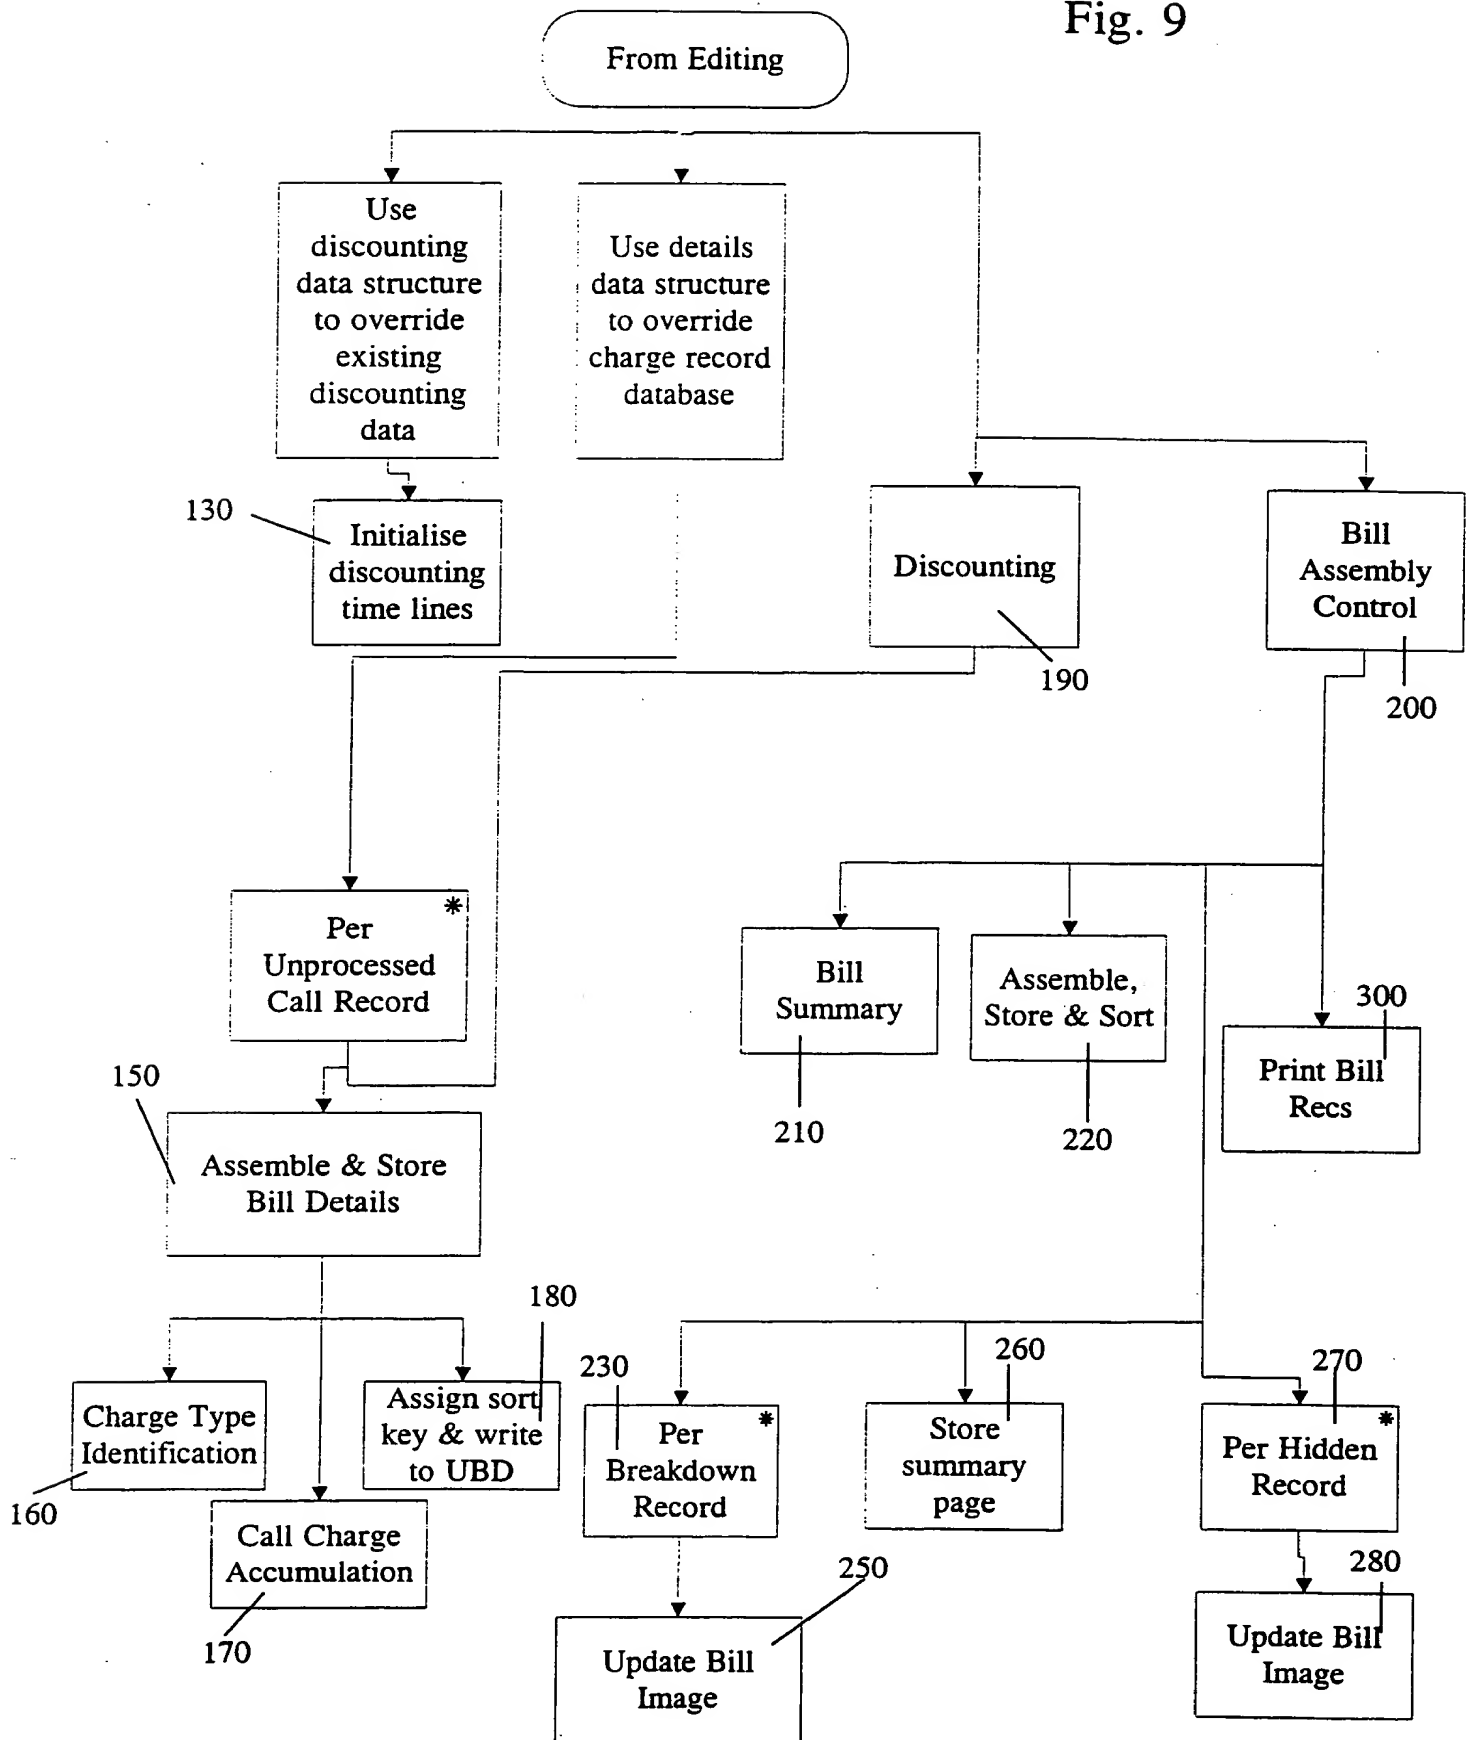 Fig. 9
From Editing
Use
discounting
data structure
to override
existing
discounting
data
Use details
data structure
to override
charge record
database
130
Initialise
discounting
time lines
Discounting
190
Bill
Assembly
Control
200
*
Per
Unprocessed
Call Record
Bill
Summary
210
Assemble,
Store & Sort
220
300
Print Bill
Recs
150
Assemble & Store
Bill Details
180
Charge Type
Identification
160
Assign sort
key & write
to UBD
Call Charge
Accumulation
170
230
*
Per
Breakdown
Record
260
Store
summary
page
270
*
Per Hidden
Record
250
Update Bill
Image
280
Update Bill
Image